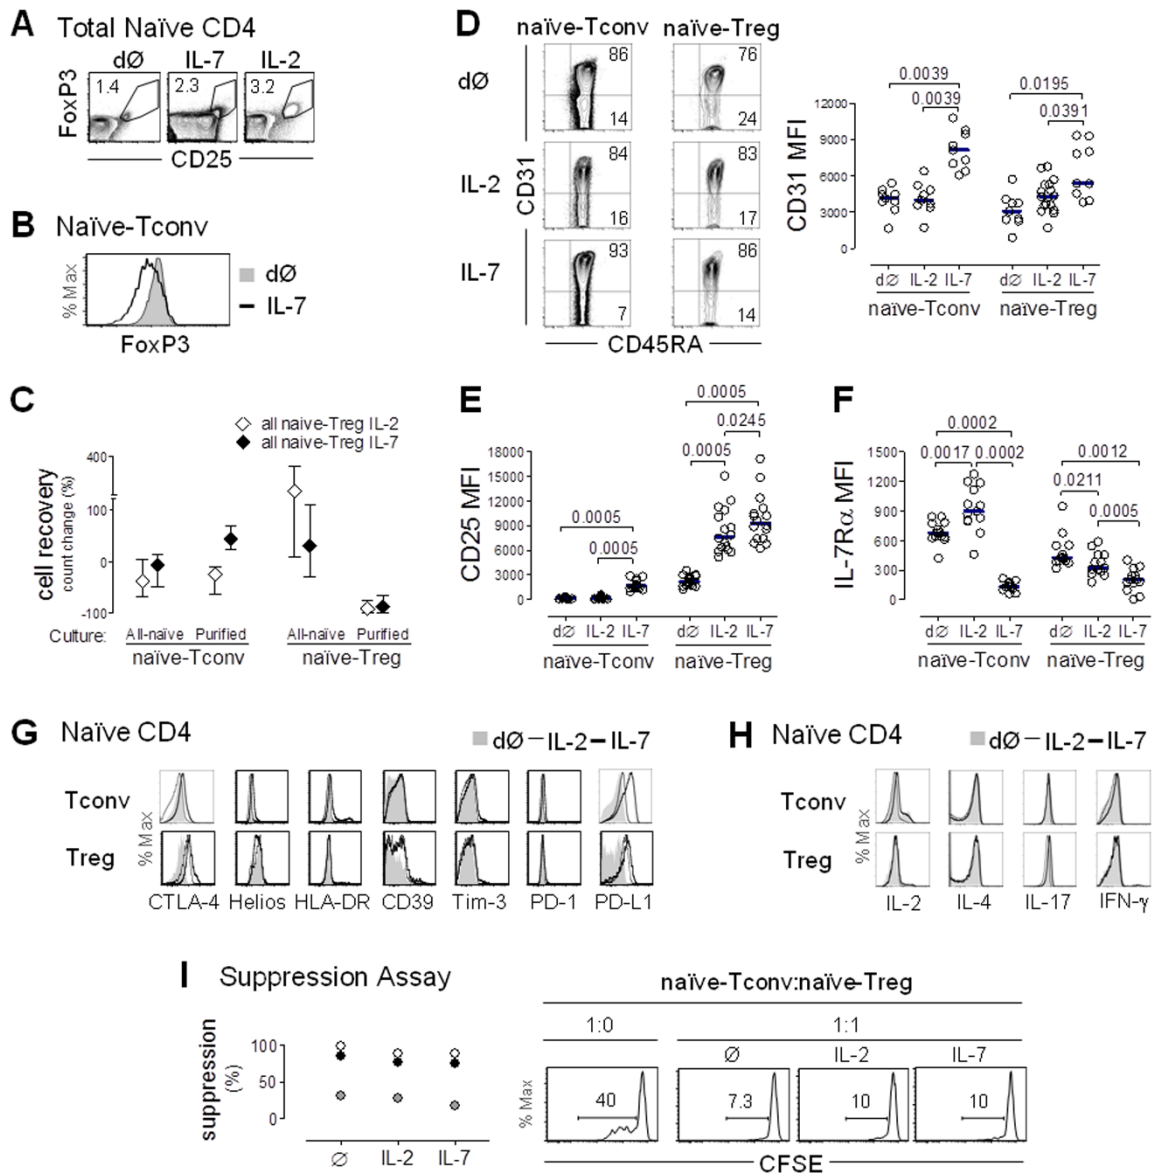 A Total Naïve CD4
dØ IL-7 IL-2
1.4 2.3 3.2
FoxP3
CD25
B Naïve-Tconv
% Max
dØ
IL-7
FoxP3
C
all naive-Treg IL-2
all naive-Treg IL-7
cell recovery
count change (%)
400
100
0
-100
Culture: All-naïve Purified All-naïve Purified
naïve-Tconv naïve-Treg
D naïve-Tconv naïve-Treg
dØ
86 76
14 24
IL-2
84 83
16 17
IL-7
93 86
7 14
CD31
CD45RA
CD31 MFI
12000
9000
6000
3000
0
0.0039
0.0039
0.0195
0.0391
dØ IL-2 IL-7 dØ IL-2 IL-7
naïve-Tconv naïve-Treg
E
CD25 MFI
18000
15000
12000
9000
6000
3000
0
0.0005
0.0005
0.0005
0.0245
0.0005
dØ IL-2 IL-7 dØ IL-2 IL-7
naïve-Tconv naïve-Treg
F
IL-7Rα MFI
1500
1200
900
600
300
0
0.0002
0.0017 0.0002
0.0012
0.0211
0.0005
dØ IL-2 IL-7 dØ IL-2 IL-7
naïve-Tconv naïve-Treg
G Naïve CD4
dØ – IL-2 – IL-7
Tconv
Treg
% Max
CTLA-4 Helios HLA-DR CD39 Tim-3 PD-1 PD-L1
H Naïve CD4
dØ – IL-2 – IL-7
Tconv
Treg
% Max
IL-2 IL-4 IL-17 IFN-γ
I Suppression Assay
suppression
(%)
100
50
0
Ø IL-2 IL-7
naïve-Tconv:naïve-Treg
1:0 1:1
Ø IL-2 IL-7
% Max
40 7.3 10 10
CFSE